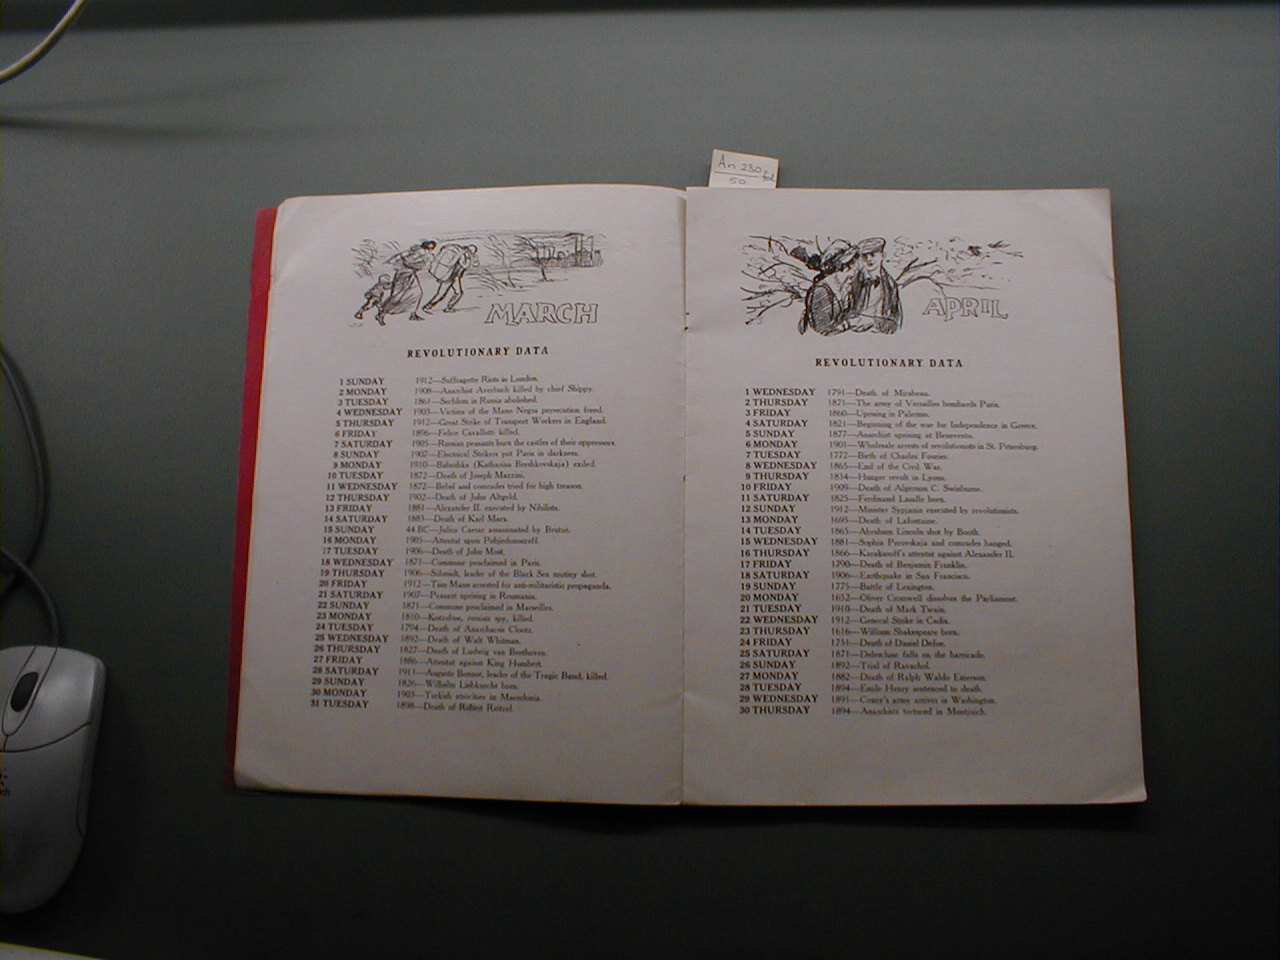 An 230 fol
50
MARCH
REVOLUTIONARY DATA
1 SUNDAY 1912—Suffragette Riots in London.
2 MONDAY 1908—Anarchist Averbuch killed by chief Shippy.
3 TUESDAY 1861—Serfdom in Russia abolished.
4 WEDNESDAY 1903—Victims of the Mano Negra persecution freed.
5 THURSDAY 1912—Great Strike of Transport Workers in England.
6 FRIDAY 1898—Felice Cavallotti killed.
7 SATURDAY 1905—Russian peasants burn the castles of their oppressors.
8 SUNDAY 1907—Electrical Strikers put Paris in darkness.
9 MONDAY 1910—Babushka (Katharina Breshkovskaja) exiled.
10 TUESDAY 1872—Death of Joseph Mazzini.
11 WEDNESDAY 1872—Bebel and comrades tried for high treason.
12 THURSDAY 1902—Death of John Altgeld.
13 FRIDAY 1881—Alexander II. executed by Nihilists.
14 SATURDAY 1883—Death of Karl Marx.
15 SUNDAY 44 BC—Julius Caesar assassinated by Brutus.
16 MONDAY 1905—Attentat upon Pobjedonoszeff.
17 TUESDAY 1906—Death of John Most.
18 WEDNESDAY 1871—Commune proclaimed in Paris.
19 THURSDAY 1906—Schmidt, leader of the Black Sea mutiny shot.
20 FRIDAY 1912—Tom Mann arrested for anti-militaristic propaganda.
21 SATURDAY 1907—Peasant uprising in Roumania.
22 SUNDAY 1871—Commune proclaimed in Marseilles.
23 MONDAY 1810—Kotzebue, russian spy, killed.
24 TUESDAY 1794—Death of Anacharsis Clootz.
25 WEDNESDAY 1892—Death of Walt Whitman.
26 THURSDAY 1827—Death of Ludwig van Beethoven.
27 FRIDAY 1886—Attentat against King Humbert.
28 SATURDAY 1911—Auguste Bonnot, leader of the Tragic Band, killed.
29 SUNDAY 1826—Wilhelm Liebknecht born.
30 MONDAY 1903—Turkish atrocities in Macedonia.
31 TUESDAY 1898—Death of Robert Reitzel.
APRIL
REVOLUTIONARY DATA
1 WEDNESDAY 1791—Death of Mirabeau.
2 THURSDAY 1871—The army of Versailles bombards Paris.
3 FRIDAY 1860—Uprising in Palermo.
4 SATURDAY 1821—Beginning of the war for Independence in Greece.
5 SUNDAY 1877—Anarchist uprising at Benevento.
6 MONDAY 1901—Wholesale arrests of revolutionists in St. Petersburg.
7 TUESDAY 1772—Birth of Charles Fourier.
8 WEDNESDAY 1865—End of the Civil War.
9 THURSDAY 1834—Hunger revolt in Lyons.
10 FRIDAY 1909—Death of Algernon C. Swinburne.
11 SATURDAY 1825—Ferdinand Lasalle born.
12 SUNDAY 1912—Minister Sypjanin executed by revolutionists.
13 MONDAY 1695—Death of Lafontaine.
14 TUESDAY 1865—Abraham Lincoln shot by Booth.
15 WEDNESDAY 1881—Sophia Perovskaja and comrades hanged.
16 THURSDAY 1866—Karakasoff's attentat against Alexander II.
17 FRIDAY 1790—Death of Benjamin Franklin.
18 SATURDAY 1906—Earthquake in San Francisco.
19 SUNDAY 1775—Battle of Lexington.
20 MONDAY 1652—Oliver Cromwell dissolves the Parliament.
21 TUESDAY 1910—Death of Mark Twain.
22 WEDNESDAY 1912—General Strike in Cadix.
23 THURSDAY 1616—William Shakespeare born.
24 FRIDAY 1731—Death of Daniel Defoe.
25 SATURDAY 1871—Delescluze falls on the barricade.
26 SUNDAY 1892—Trial of Ravachol.
27 MONDAY 1882—Death of Ralph Waldo Emerson.
28 TUESDAY 1894—Emile Henry sentenced to death.
29 WEDNESDAY 1891—Coxey's army arrives in Washington.
30 THURSDAY 1894—Anarchists tortured in Montjuich.